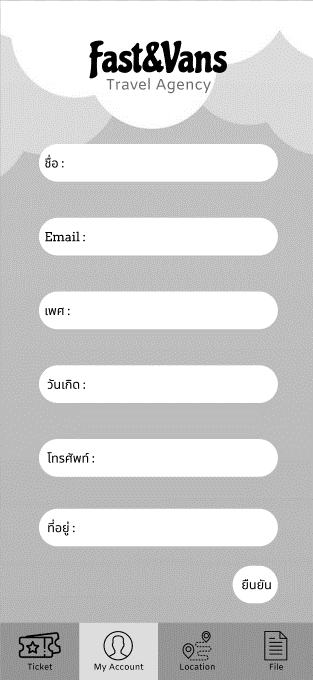 Fast&Vans
Travel Agency
ชื่อ :
Email :
เพศ :
วันเกิด :
โทรศัพท์ :
ที่อยู่ :
ยืนยัน
Ticket My Account Location File